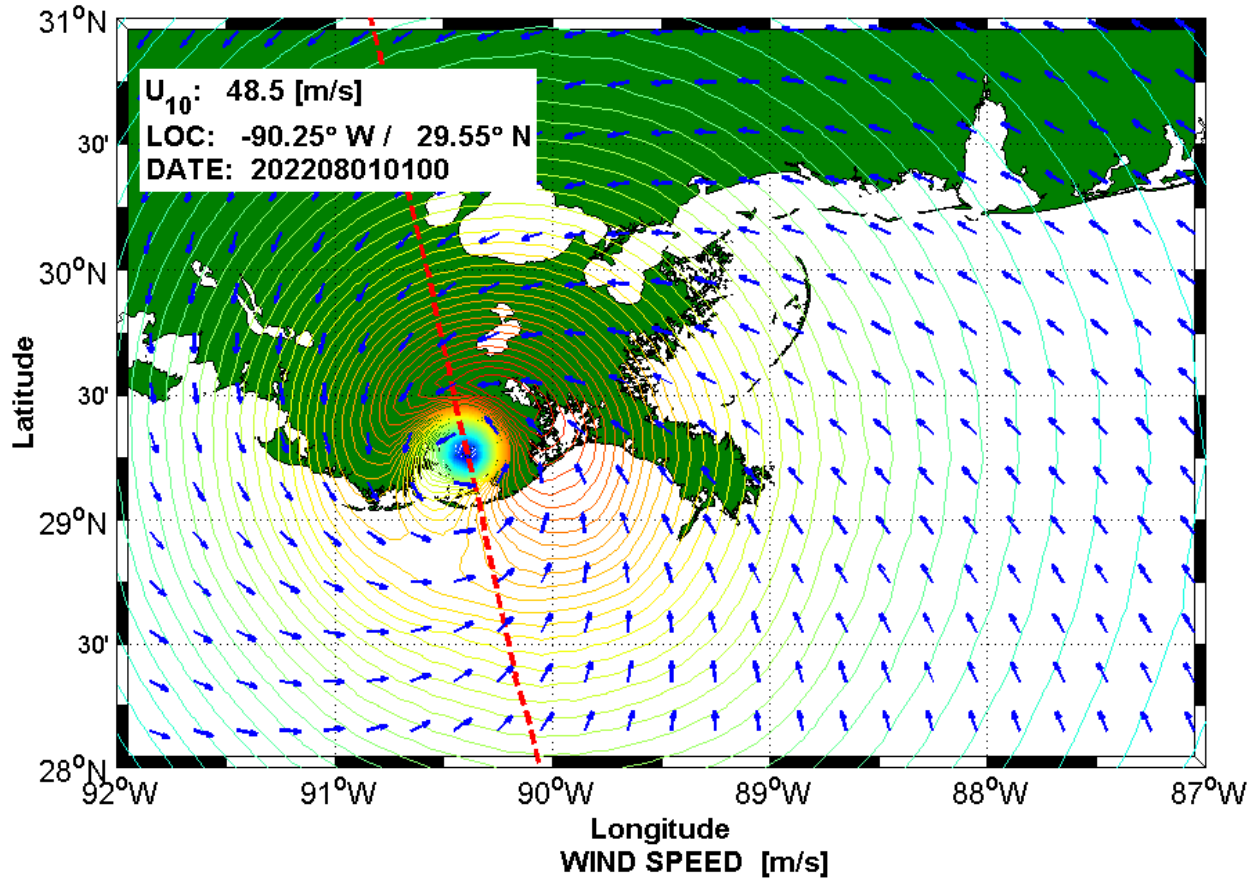 31°N
U10: 48.5 [m/s]
LOC: -90.25° W / 29.55° N
DATE: 202208010100
30'
30°N
30'
29°N
30'
28°N
Latitude
92°W 91°W 90°W 89°W 88°W 87°W
Longitude
WIND SPEED [m/s]